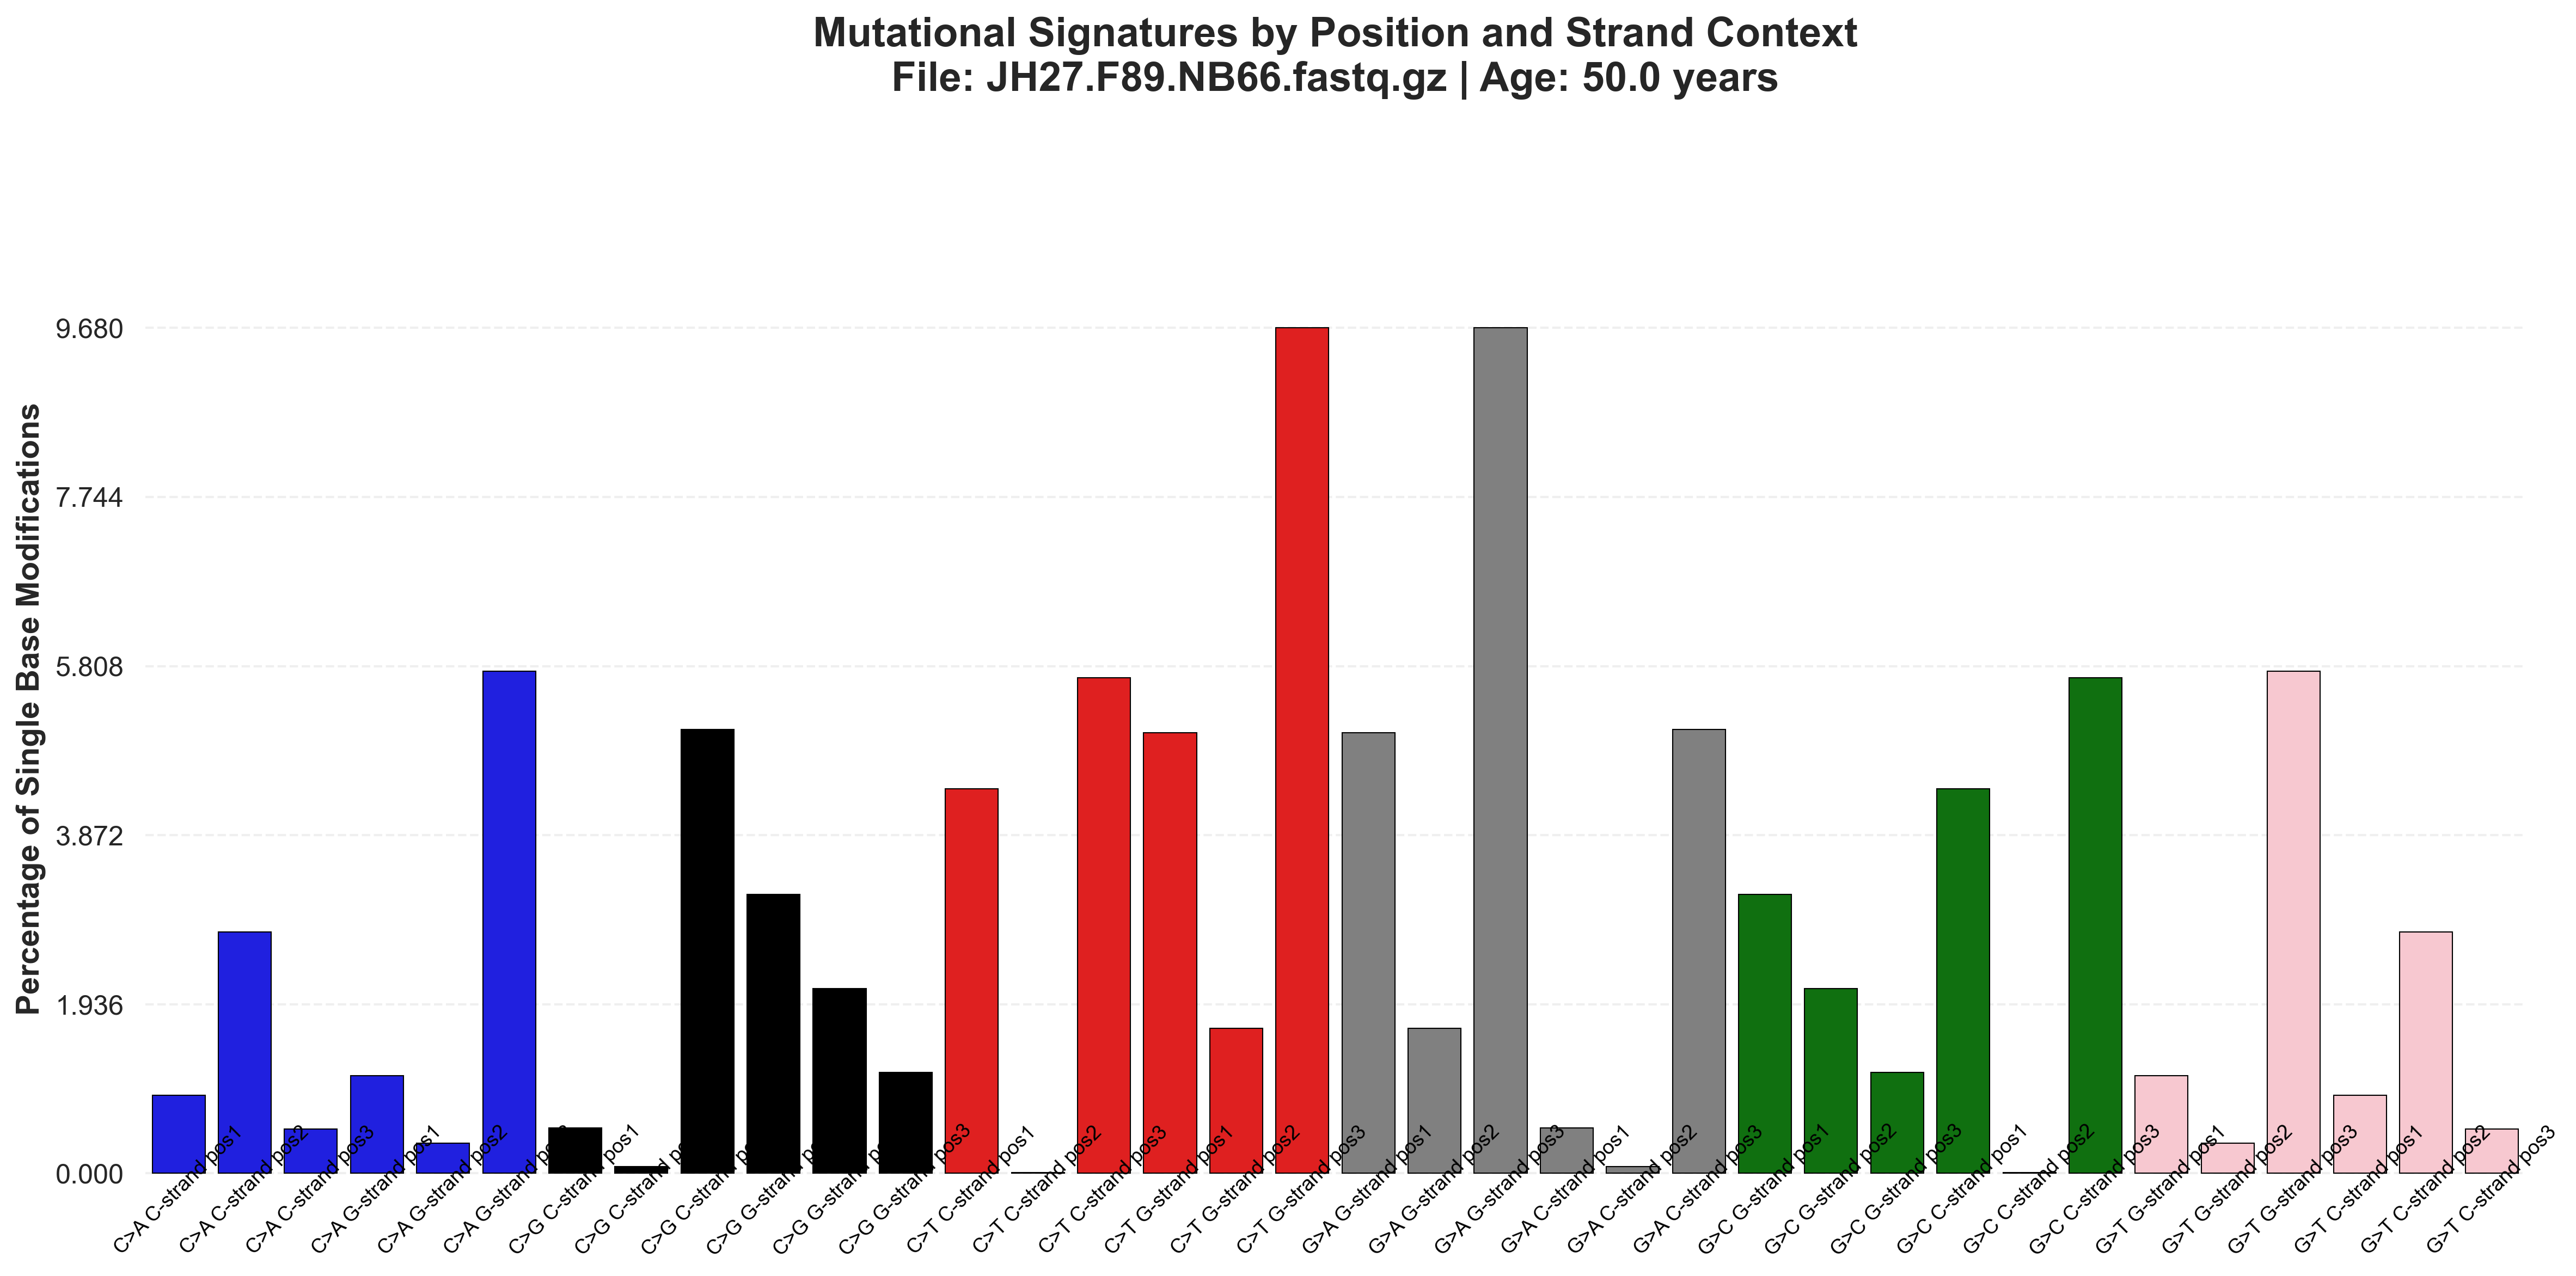 Mutational Signatures by Position and Strand Context
File: JH27.F89.NB66.fastq.gz | Age: 50.0 years
Percentage of Single Base Modifications
9.680
7.744
5.808
3.872
1.936
0.000
C>A C-strand pos1
C>A C-strand pos2
C>A C-strand pos3
C>A G-strand pos1
C>A G-strand pos2
C>A G-strand pos3
C>G C-strand pos1
C>G C-strand
C>G C-strand
C>G G-strand
C>G G-strand
C>G G-strand pos3
C>T C-strand pos1
C>T C-strand pos2
C>T C-strand pos3
C>T G-strand pos1
C>T G-strand pos2
C>T G-strand pos3
G>A G-strand pos1
G>A G-strand pos2
G>A G-strand pos3
G>A C-strand pos1
G>A C-strand pos2
G>A C-strand pos3
G>C G-strand pos1
G>C G-strand pos2
G>C G-strand pos3
G>C C-strand pos1
G>C C-strand pos2
G>C C-strand pos3
G>T G-strand pos1
G>T G-strand pos2
G>T G-strand pos3
G>T C-strand pos1
G>T C-strand pos2
G>T C-strand pos3